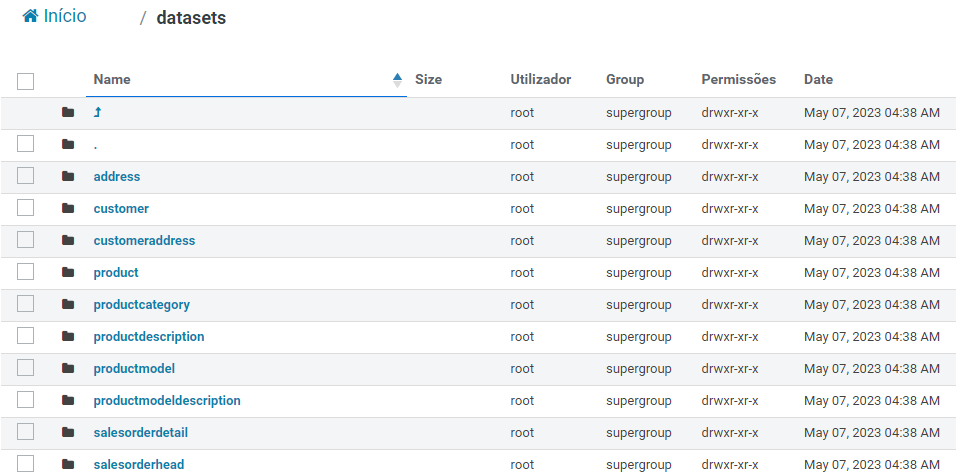 Início / datasets
Name Size Utilizador Group Permissões Date
root supergroup drwxr-xr-x May 07, 2023 04:38 AM
. root supergroup drwxr-xr-x May 07, 2023 04:38 AM
address root supergroup drwxr-xr-x May 07, 2023 04:38 AM
customer root supergroup drwxr-xr-x May 07, 2023 04:38 AM
customeraddress root supergroup drwxr-xr-x May 07, 2023 04:38 AM
product root supergroup drwxr-xr-x May 07, 2023 04:38 AM
productcategory root supergroup drwxr-xr-x May 07, 2023 04:38 AM
productdescription root supergroup drwxr-xr-x May 07, 2023 04:38 AM
productmodel root supergroup drwxr-xr-x May 07, 2023 04:38 AM
productmodeldescription root supergroup drwxr-xr-x May 07, 2023 04:38 AM
salesorderdetail root supergroup drwxr-xr-x May 07, 2023 04:38 AM
salesorderhead root supergroup drwxr-xr-x May 07, 2023 04:38 AM